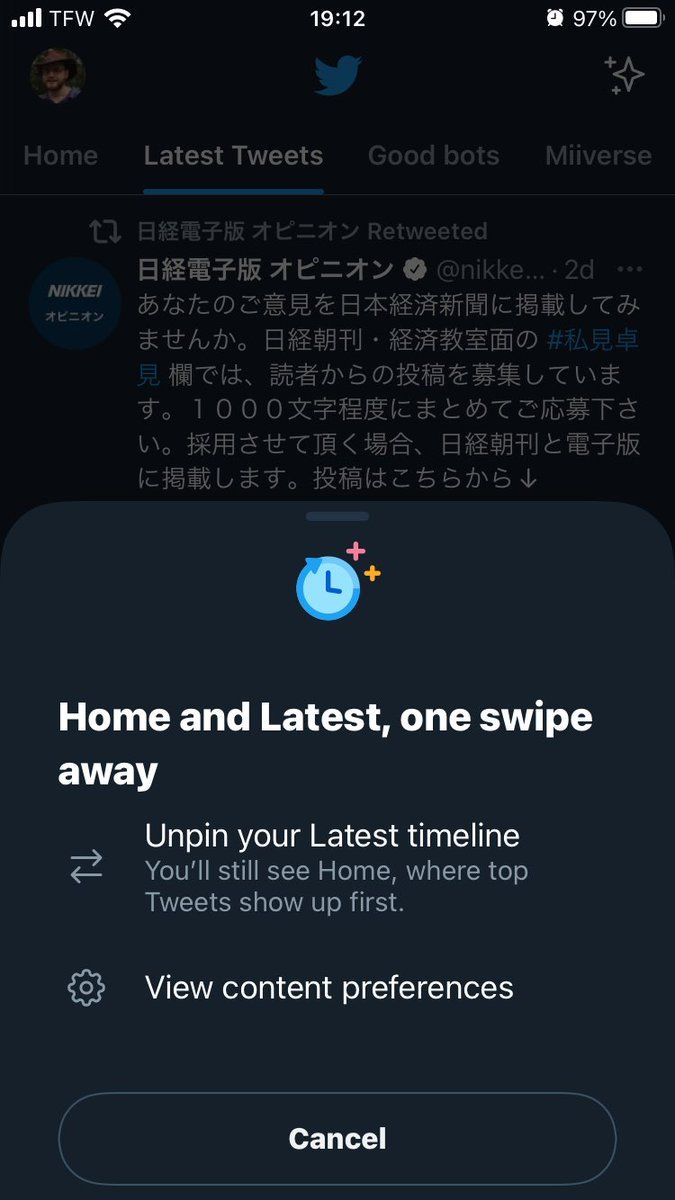 TFW 19:12 97%
Home Latest Tweets Good bots Miiverse
日経電子版 オピニオン Retweeted
日経電子版 オピニオン @nikke... · 2d
NIKKEI
オピニオン
あなたのご意見を日本経済新聞に掲載してみ
ませんか。日経朝刊・経済教室面の #私見卓
見 欄では、読者からの投稿を募集していま
す。１０００文字程度にまとめてご応募下さ
い。採用させて頂く場合、日経朝刊と電子版
に掲載します。投稿はこちらから↓
Home and Latest, one swipe
away
Unpin your Latest timeline
You’ll still see Home, where top
Tweets show up first.
View content preferences
Cancel